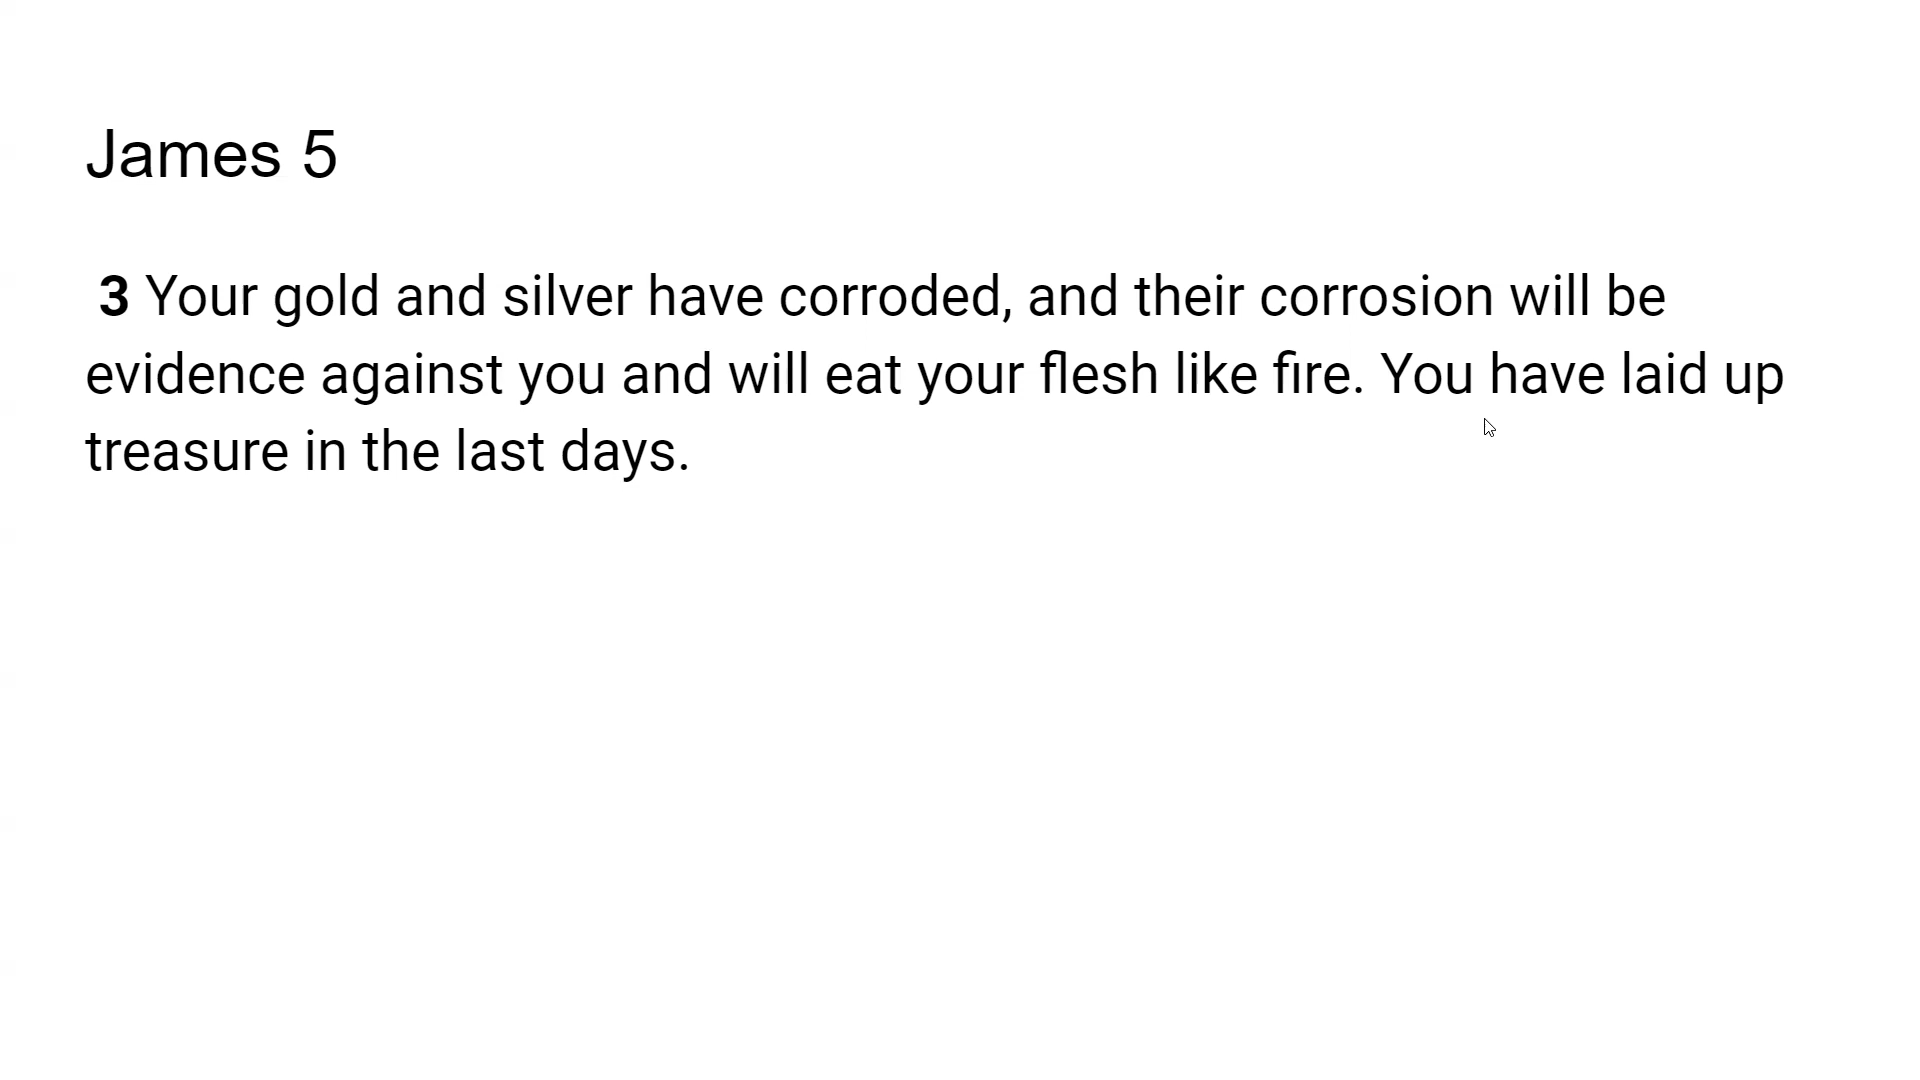 James 5
3 Your gold and silver have corroded, and their corrosion will be
evidence against you and will eat your flesh like fire. You have laid up
treasure in the last days.